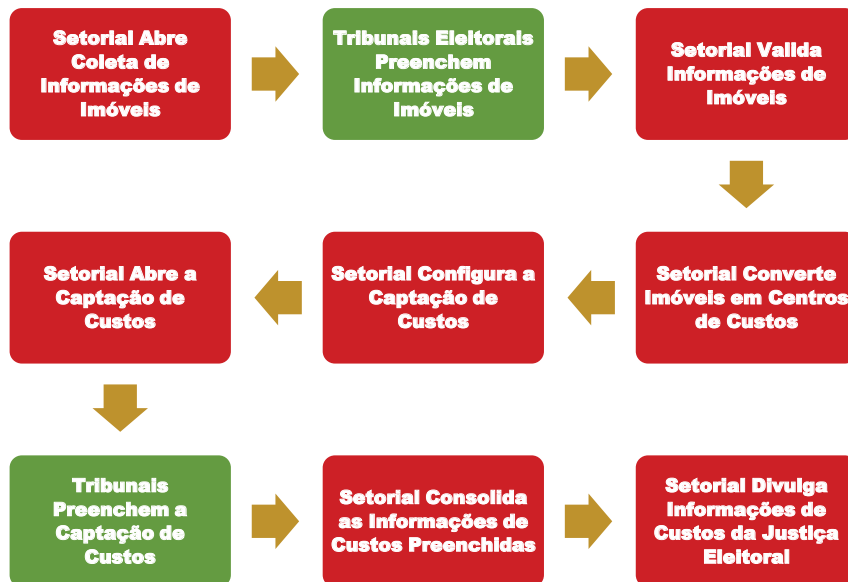 Setorial Abre
Coleta de
Informações de
Imóveis
Tribunais Eleitorais
Preenchem
Informações de
Imóveis
Setorial Valida
Informações de
Imóveis
Setorial Converte
Imóveis em Centros
de Custos
Setorial Configura a
Captação de
Custos
Setorial Abre a
Captação de
Custos
Tribunais
Preenchem a
Captação de
Custos
Setorial Consolida
as Informações de
Custos Preenchidas
Setorial Divulga
Informações de
Custos da Justiça
Eleitoral